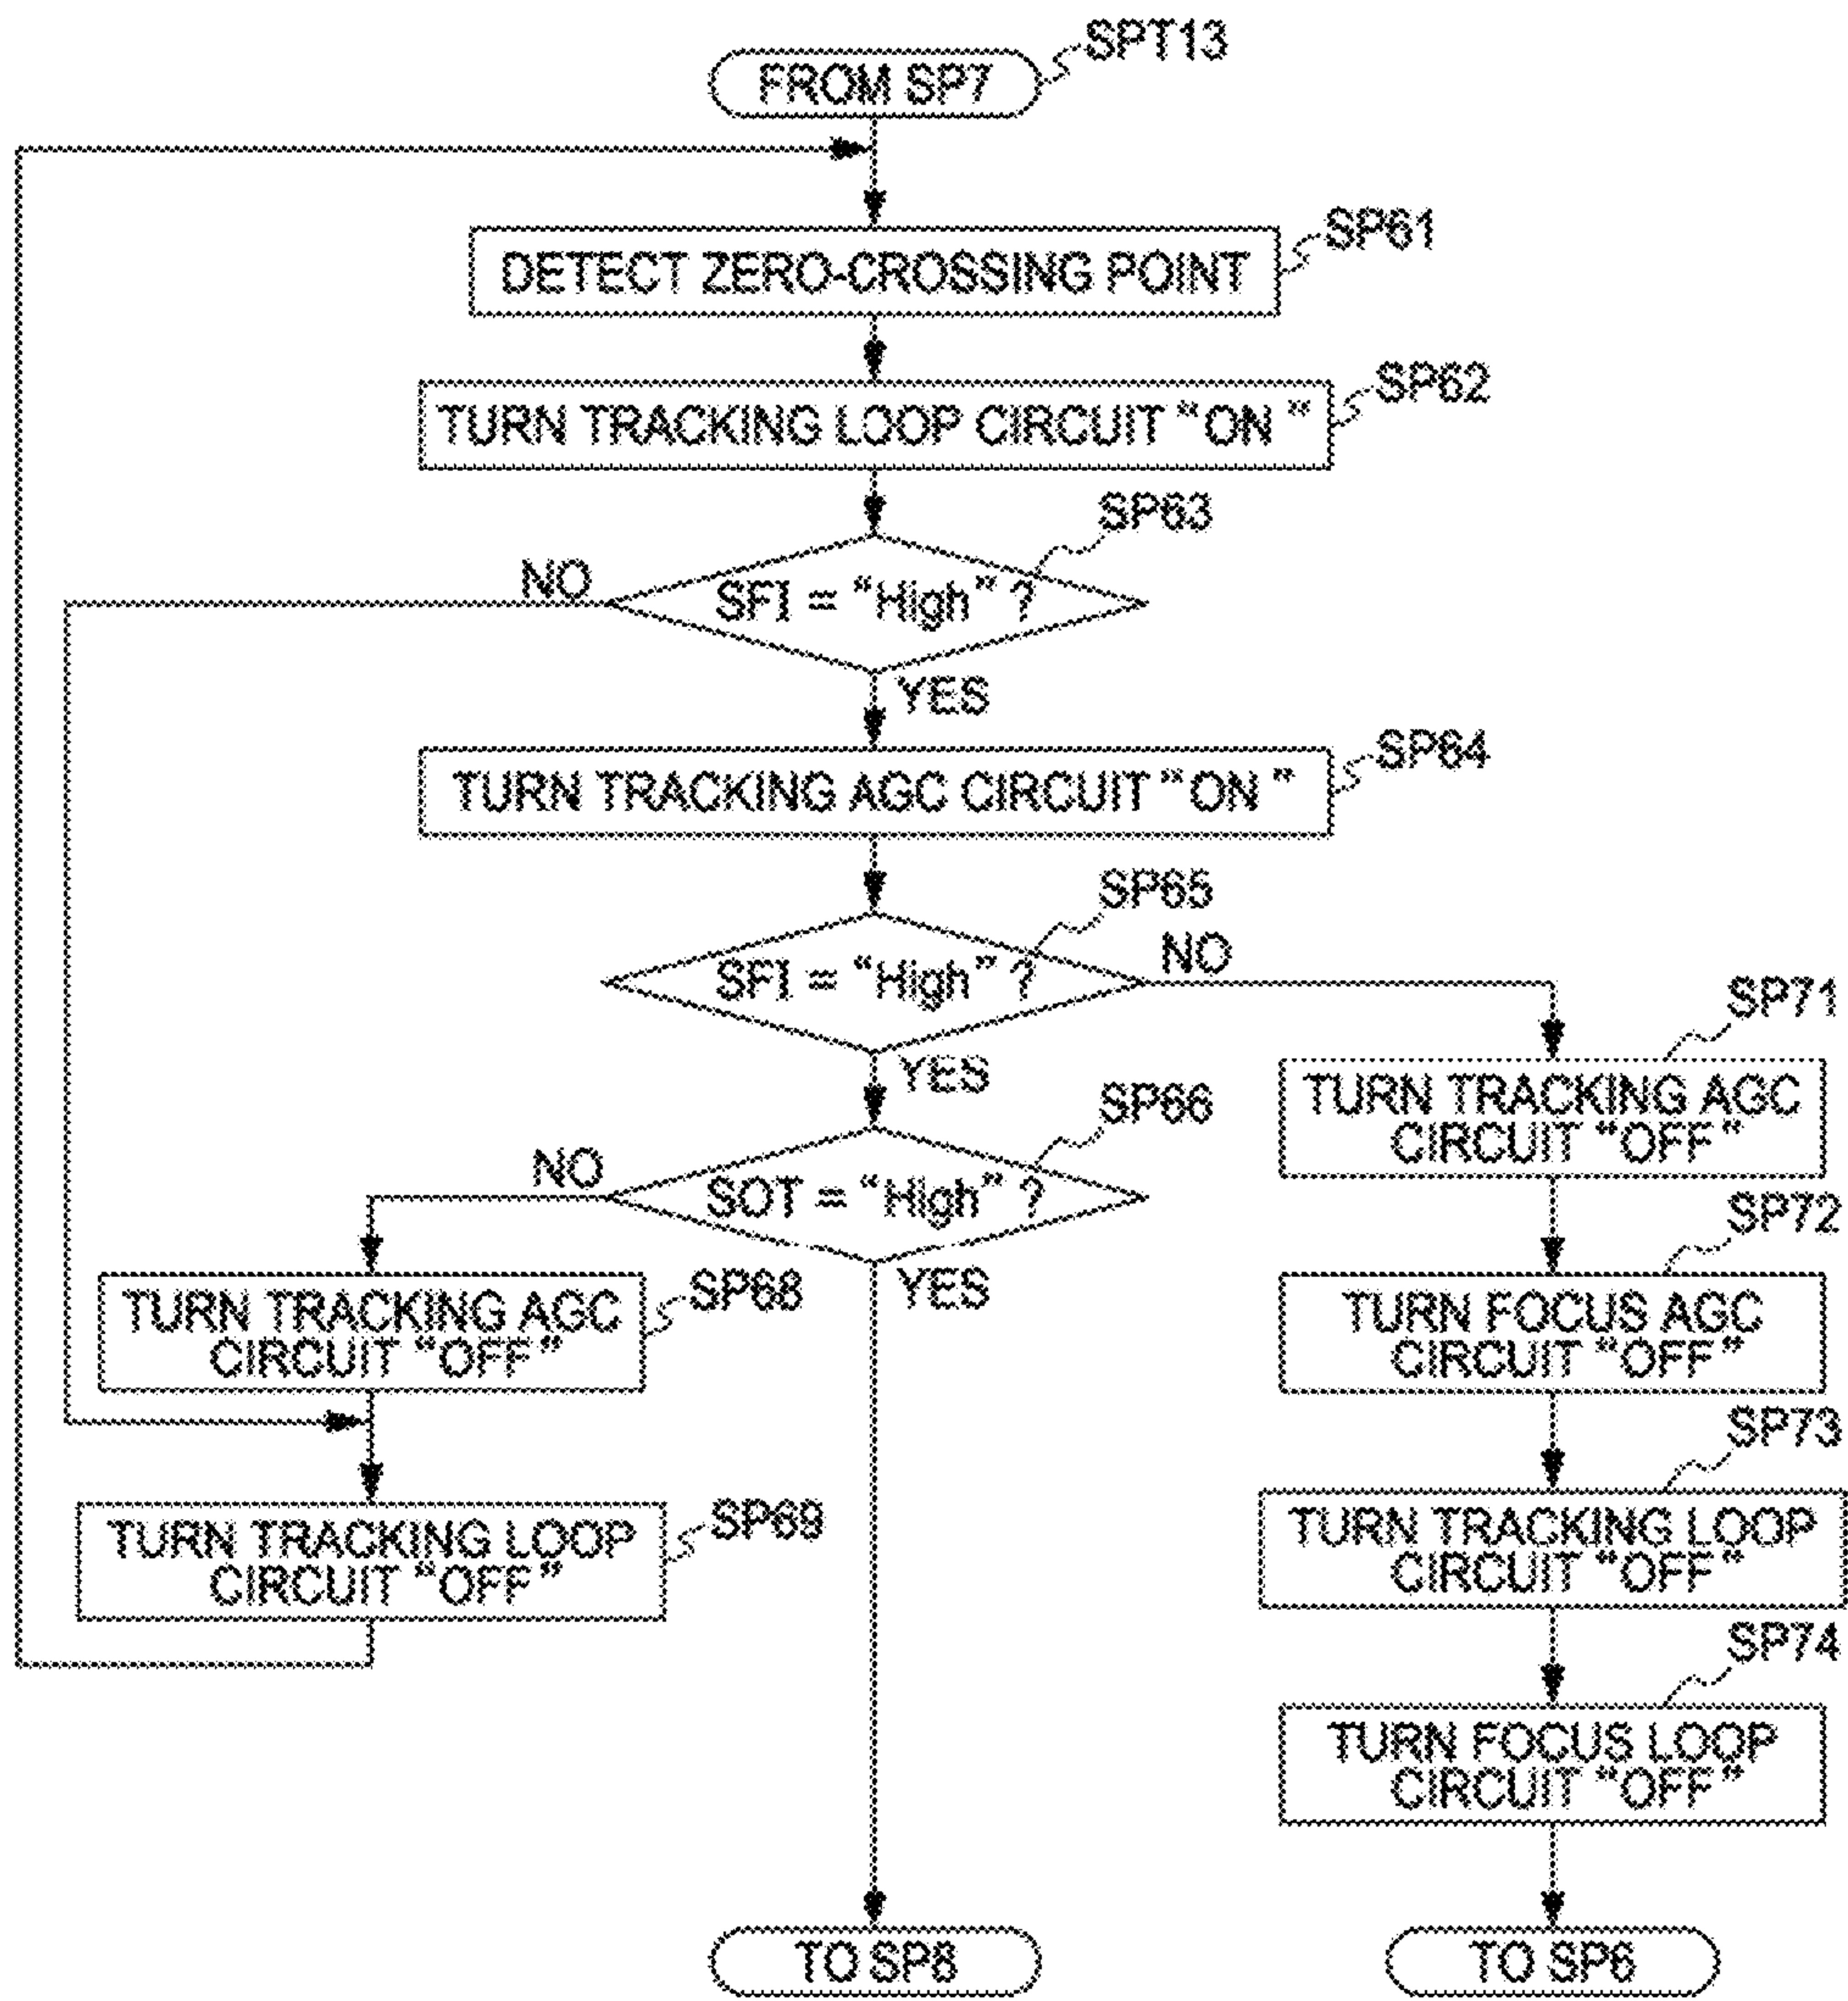 SPT13
FROM SP7
SP61
DETECT ZERO-CROSSING POINT
SP62
TURN TRACKING LOOP CIRCUIT "ON"
SP63
NO
SFI = "High" ?
YES
SP64
TURN TRACKING AGC CIRCUIT "ON"
SP65
SFI = "High" ?
NO
YES
SP66
NO
SOT = "High" ?
YES
TURN TRACKING AGC
CIRCUIT "OFF"
SP68
TURN TRACKING LOOP
CIRCUIT "OFF"
SP69
SP71
TURN TRACKING AGC
CIRCUIT "OFF"
SP72
TURN FOCUS AGC
CIRCUIT "OFF"
SP73
TURN TRACKING LOOP
CIRCUIT "OFF"
SP74
TURN FOCUS LOOP
CIRCUIT "OFF"
TO SP8
TO SP6